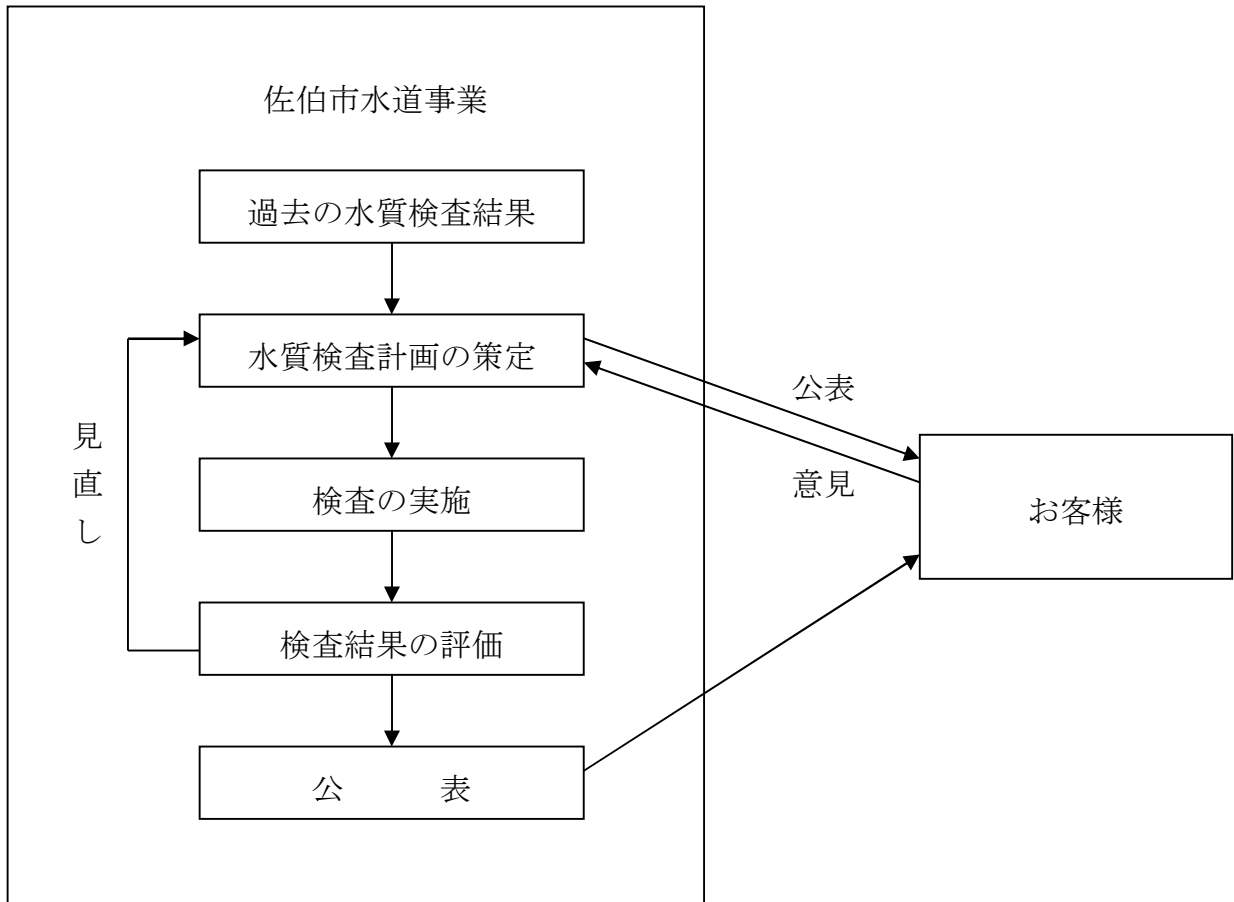 佐伯市水道事業
過去の水質検査結果
水質検査計画の策定
公表
意見
見直し
検査の実施
お客様
検査結果の評価
公　　　表